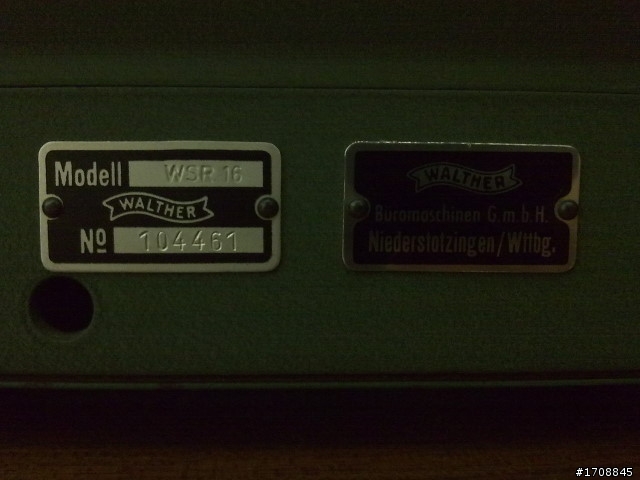 Modell WSR 16
WALTHER
No 104461
WALTHER
Büromaschinen G.m.b.H.
Niederstotzingen/Wttbg.
#1708845